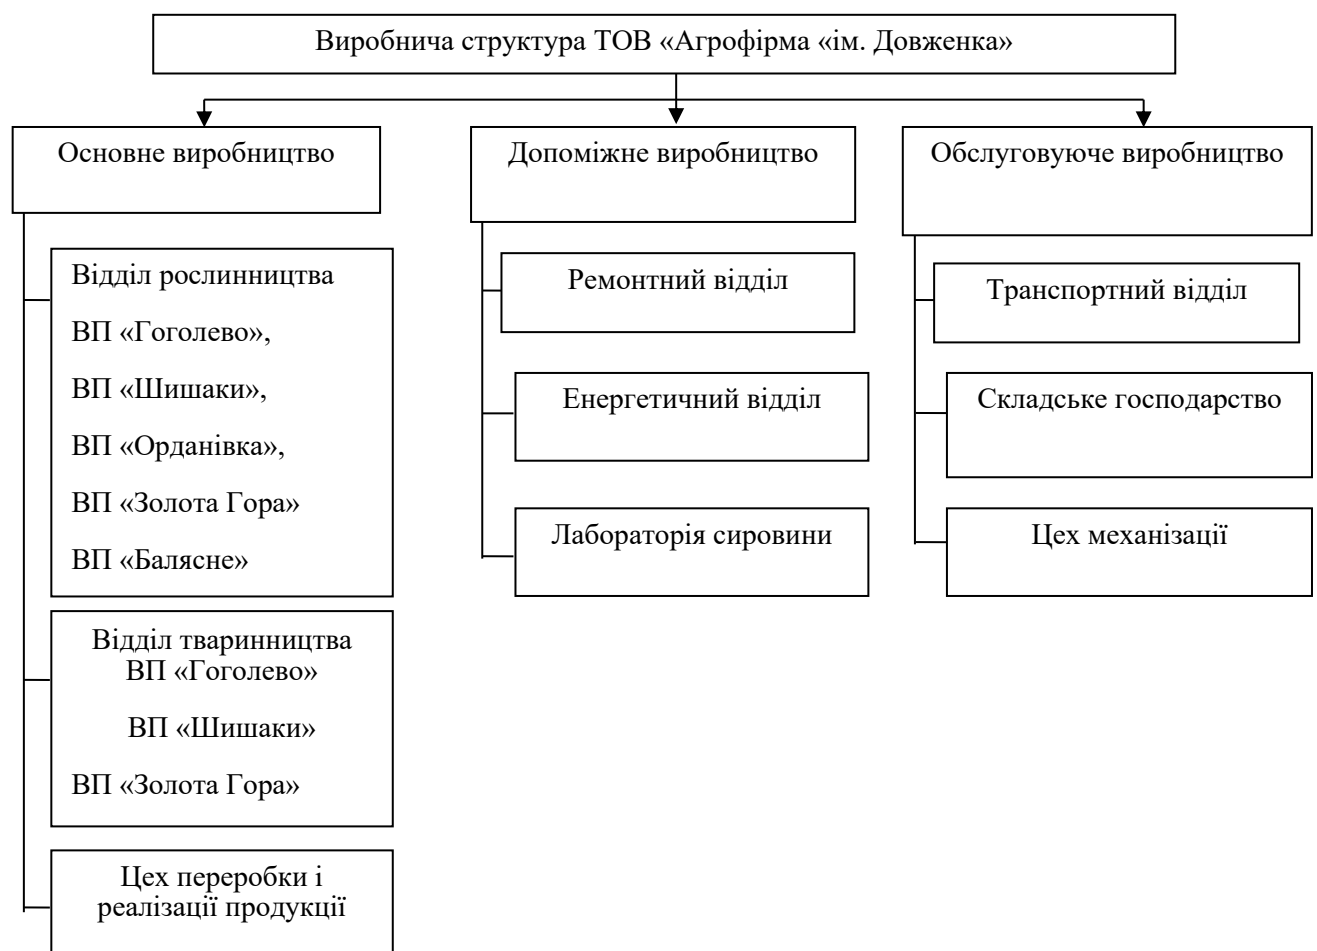 Виробнича структура ТОВ «Агрофірма «ім. Довженка»
Основне виробництво
Відділ рослинництва
ВП «Гоголево»,
ВП «Шишаки»,
ВП «Орданівка»,
ВП «Золота Гора»
ВП «Балясне»
Відділ тваринництва
ВП «Гоголево»
ВП «Шишаки»
ВП «Золота Гора»
Цех переробки і
реалізації продукції
Допоміжне виробництво
Ремонтний відділ
Енергетичний відділ
Лабораторія сировини
Обслуговуюче виробництво
Транспортний відділ
Складське господарство
Цех механізації